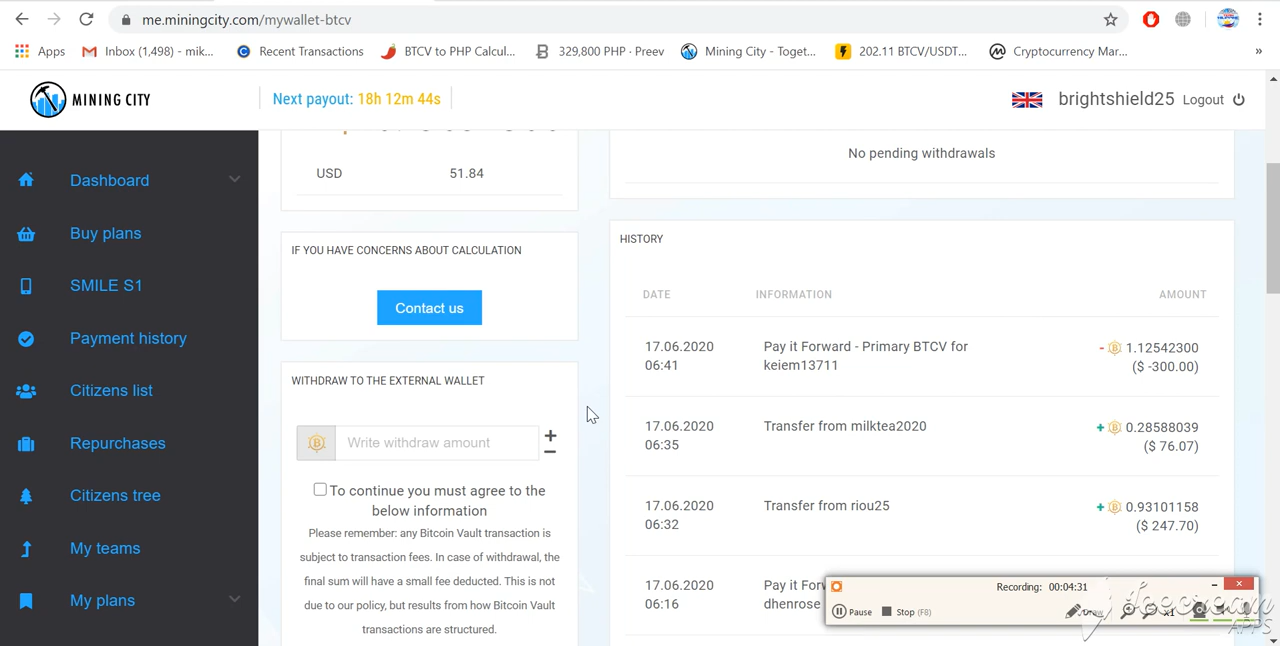 me.miningcity.com/mywallet-btcv
Apps
Inbox (1,498) - mik...
Recent Transactions
BTCV to PHP Calcul...
329,800 PHP · Preev
Mining City - Toget...
202.11 BTCV/USDT...
Cryptocurrency Mar...
»
MINING CITY
Next payout: 18h 12m 44s
brightshield25
Logout
Dashboard
Buy plans
SMILE S1
Payment history
Citizens list
Repurchases
Citizens tree
My teams
My plans
USD 51.84
IF YOU HAVE CONCERNS ABOUT CALCULATION
Contact us
WITHDRAW TO THE EXTERNAL WALLET
Write withdraw amount
+
−
To continue you must agree to the
below information
Please remember: any Bitcoin Vault transaction is
subject to transaction fees. In case of withdrawal, the
final sum will have a small fee deducted. This is not
due to our policy, but results from how Bitcoin Vault
transactions are structured.
No pending withdrawals
HISTORY
DATE INFORMATION AMOUNT
17.06.2020 Pay it Forward - Primary BTCV for - 1.12542300
06:41 keiem13711 ($ -300.00)
17.06.2020 Transfer from milktea2020 + 0.28588039
06:35 ($ 76.07)
17.06.2020 Transfer from riou25 + 0.93101158
06:32 ($ 247.70)
17.06.2020 Pay it Forw
06:16 dhenrose
Recording: 00:04:31
Pause
Stop (F8)
Draw
x1
Icecream
APPS